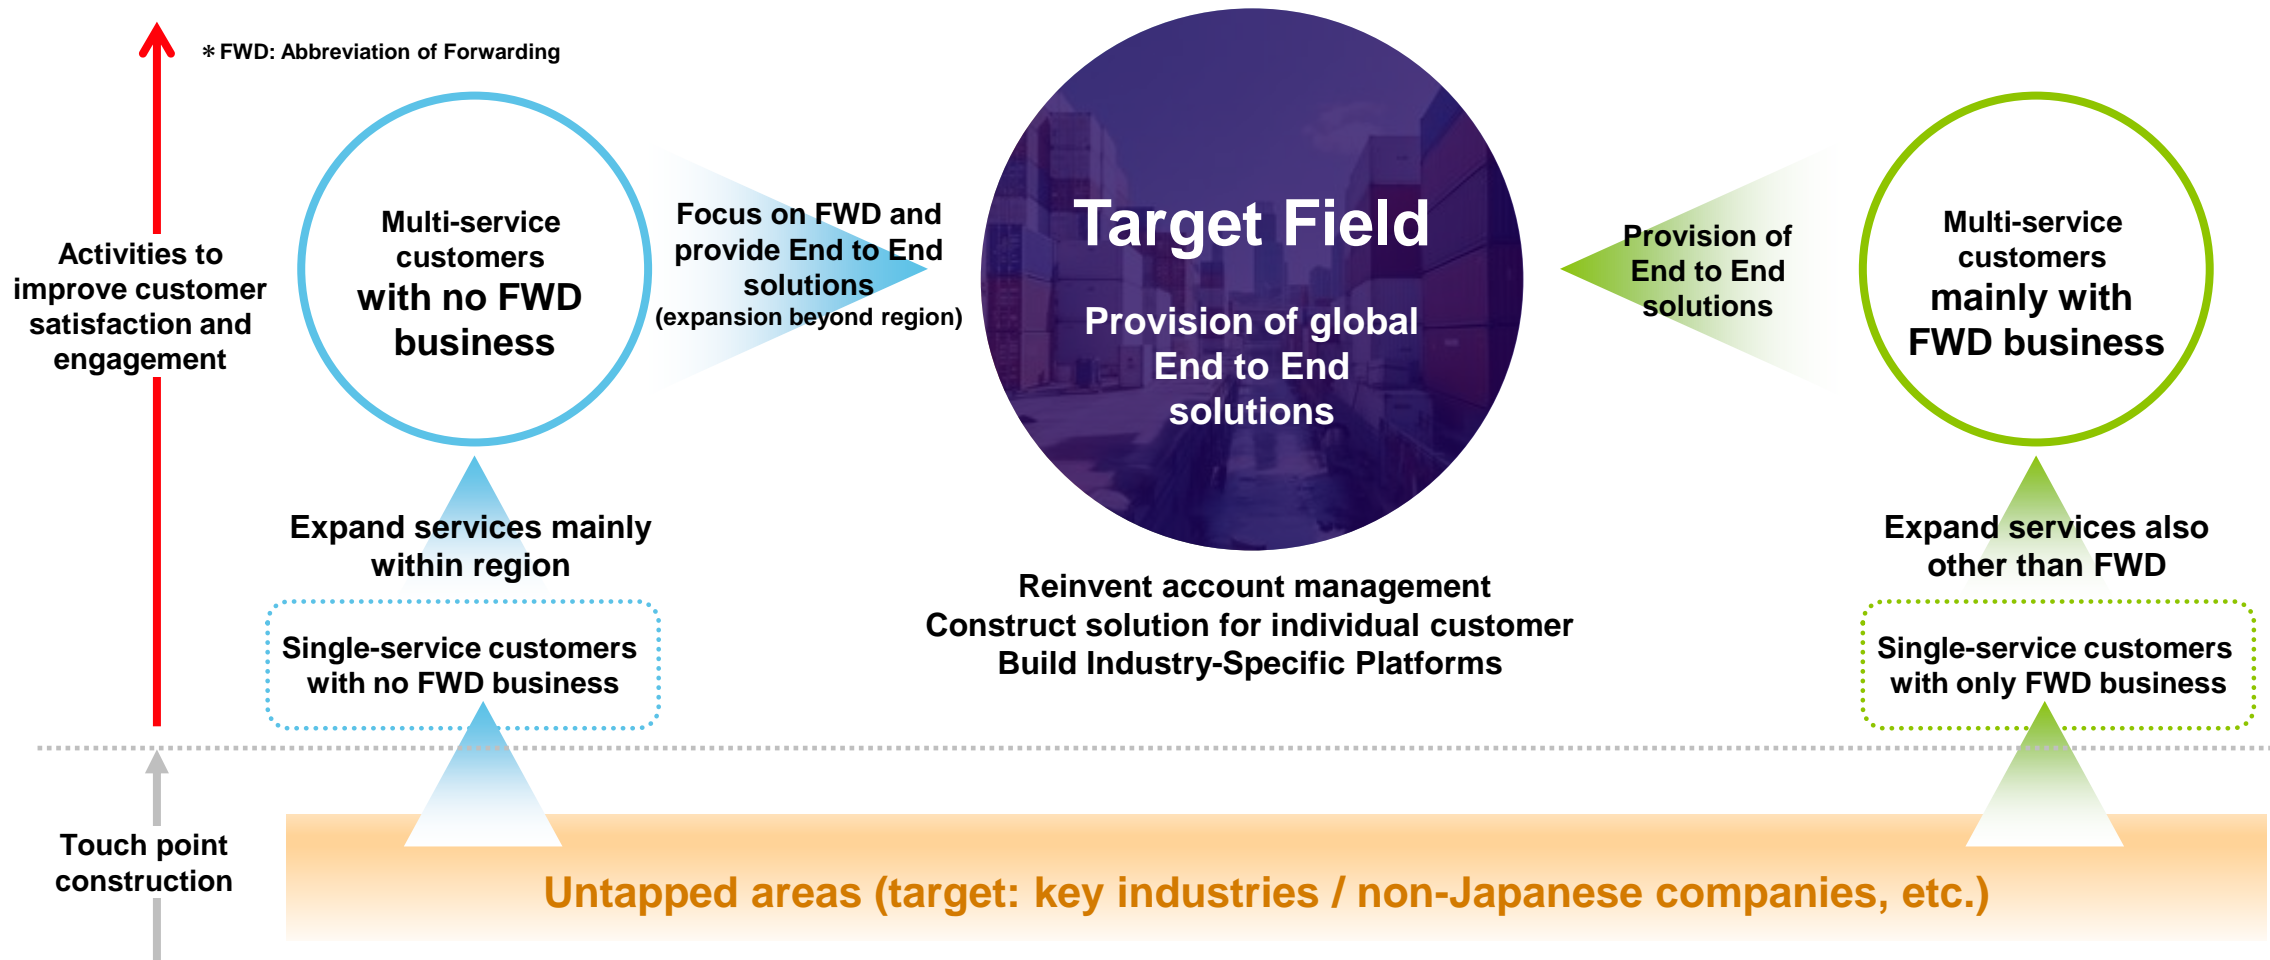 * FWD: Abbreviation of Forwarding
Activities to
improve customer
satisfaction and
engagement
Multi-service
customers
with no FWD
business
Focus on FWD and
provide End to End
solutions
(expansion beyond region)
Target Field
Provision of global
End to End
solutions
Provision of
End to End
solutions
Multi-service
customers
mainly with
FWD business
Expand services mainly
within region
Reinvent account management
Construct solution for individual customer
Build Industry-Specific Platforms
Expand services also
other than FWD
Single-service customers
with no FWD business
Single-service customers
with only FWD business
Touch point
construction
Untapped areas (target: key industries / non-Japanese companies, etc.)